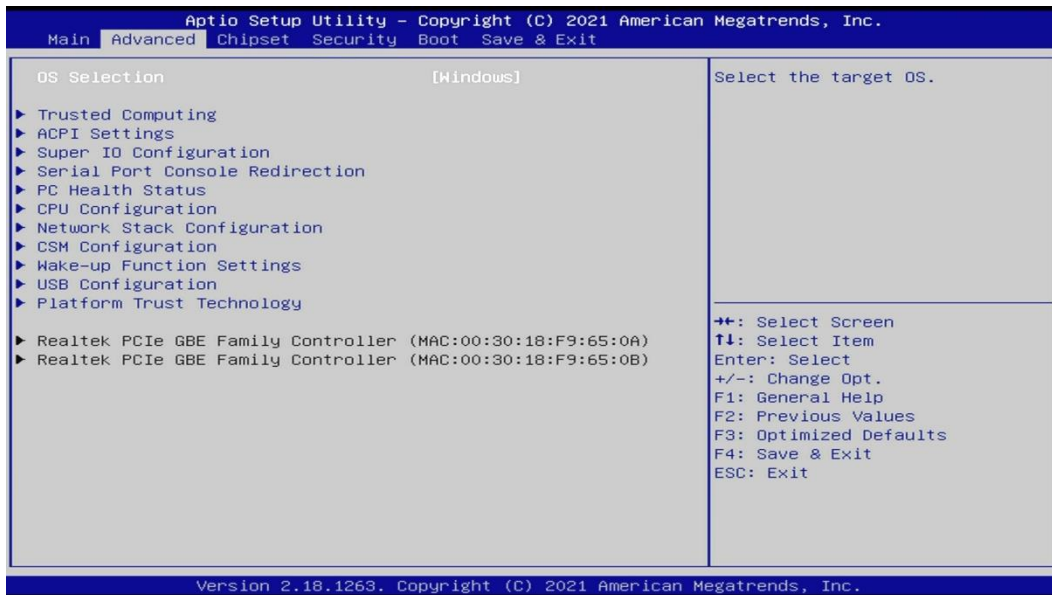 Aptio Setup Utility – Copyright (C) 2021 American Megatrends, Inc.
Main Advanced Chipset Security Boot Save & Exit
OS Selection [Windows]
Trusted Computing
ACPI Settings
Super IO Configuration
Serial Port Console Redirection
PC Health Status
CPU Configuration
Network Stack Configuration
CSM Configuration
Wake-up Function Settings
USB Configuration
Platform Trust Technology
Realtek PCIe GBE Family Controller (MAC:00:30:18:F9:65:0A)
Realtek PCIe GBE Family Controller (MAC:00:30:18:F9:65:0B)
Select the target OS.
→←: Select Screen
↑↓: Select Item
Enter: Select
+/-: Change Opt.
F1: General Help
F2: Previous Values
F3: Optimized Defaults
F4: Save & Exit
ESC: Exit
Version 2.18.1263. Copyright (C) 2021 American Megatrends, Inc.